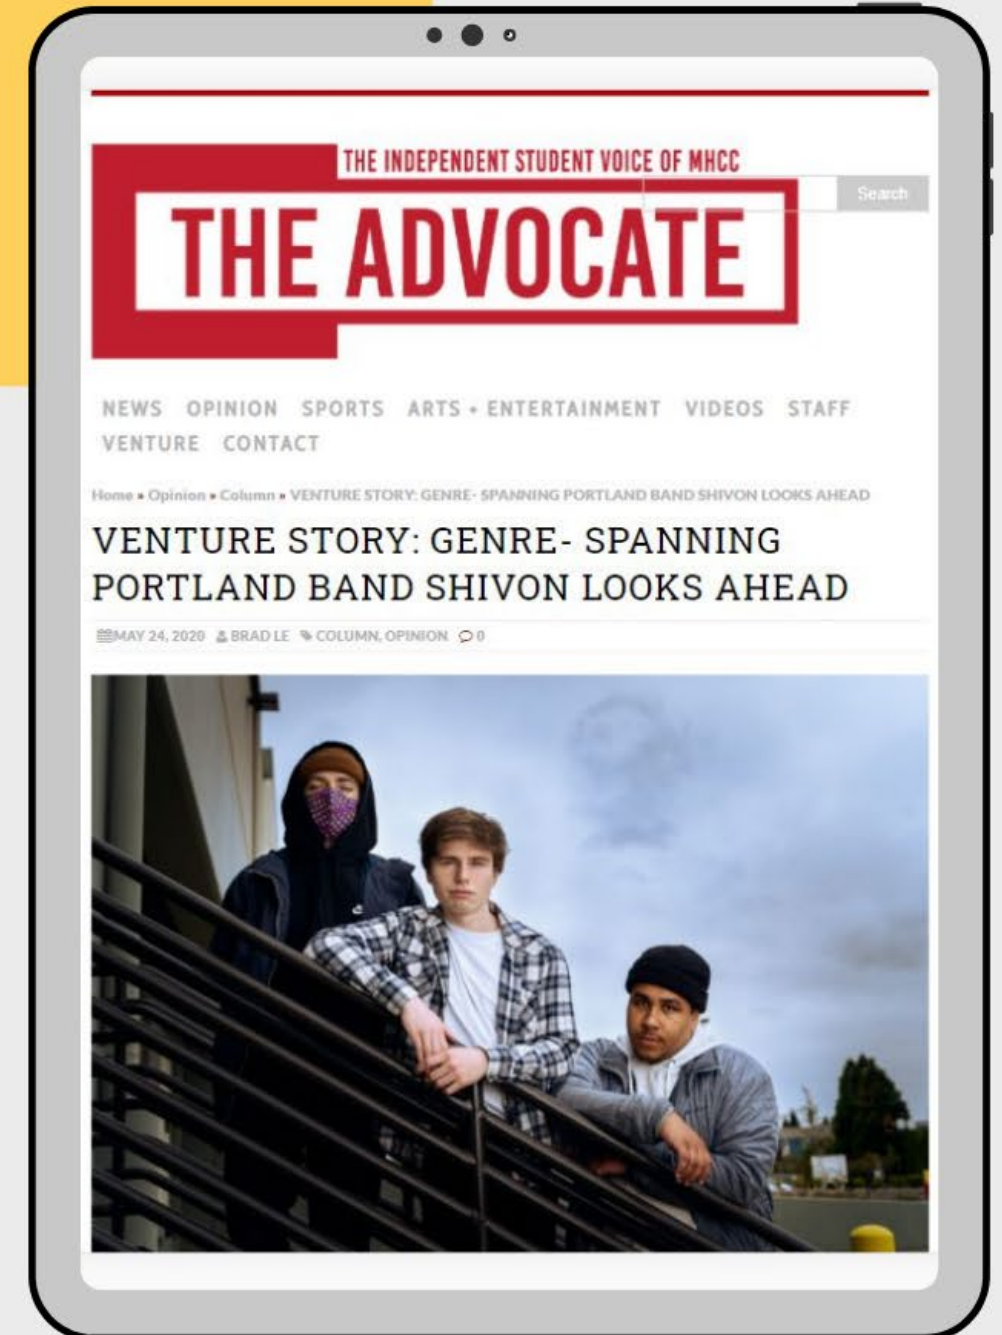 THE INDEPENDENT STUDENT VOICE OF MHCC
Search
THE ADVOCATE
NEWS OPINION SPORTS ARTS + ENTERTAINMENT VIDEOS STAFF
VENTURE CONTACT
Home » Opinion » Column » VENTURE STORY: GENRE- SPANNING PORTLAND BAND SHIVON LOOKS AHEAD
VENTURE STORY: GENRE- SPANNING
PORTLAND BAND SHIVON LOOKS AHEAD
MAY 24, 2020 BRAD LE COLUMN, OPINION 0